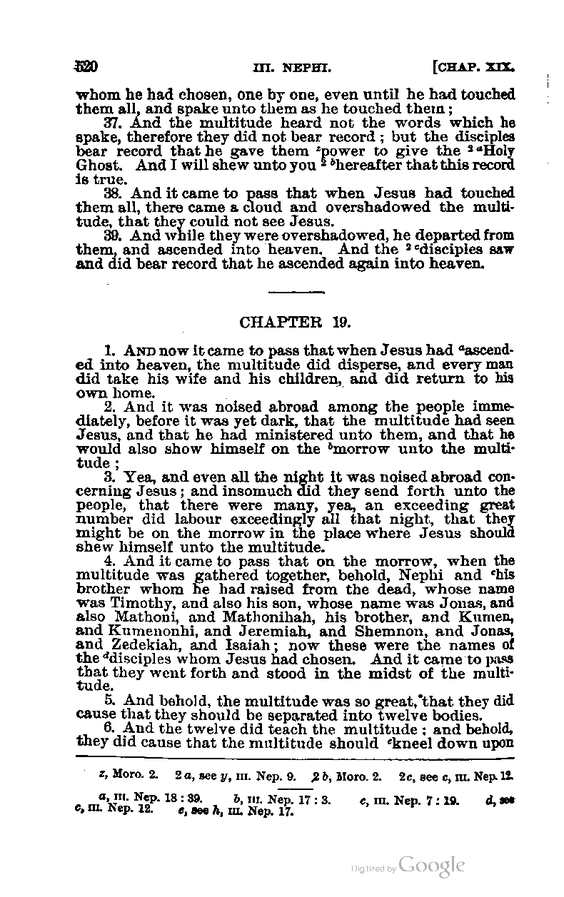 520 III. NEPHI. [CHAP. XIX.
whom he had chosen, one by one, even until he had touched
them all, and spake unto them as he touched them;
37. And the multitude heard not the words which he
spake, therefore they did not bear record; but the disciples
bear record that he gave them ᶻpower to give the ²ᵃHoly
Ghost. And I will shew unto you ²ᵇhereafter that this record
is true.
38. And it came to pass that when Jesus had touched
them all, there came a cloud and overshadowed the multi-
tude, that they could not see Jesus.
39. And while they were overshadowed, he departed from
them, and ascended into heaven. And the ²ᶜdisciples saw
and did bear record that he ascended again into heaven.
CHAPTER 19.
1. AND now it came to pass that when Jesus had ᵃascend-
ed into heaven, the multitude did disperse, and every man
did take his wife and his children, and did return to his
own home.
2. And it was noised abroad among the people imme-
diately, before it was yet dark, that the multitude had seen
Jesus, and that he had ministered unto them, and that he
would also show himself on the ᵇmorrow unto the multi-
tude;
3. Yea, and even all the night it was noised abroad con-
cerning Jesus; and insomuch did they send forth unto the
people, that there were many, yea, an exceeding great
number did labour exceedingly all that night, that they
might be on the morrow in the place where Jesus should
shew himself unto the multitude.
4. And it came to pass that on the morrow, when the
multitude was gathered together, behold, Nephi and ᶜhis
brother whom he had raised from the dead, whose name
was Timothy, and also his son, whose name was Jonas, and
also Mathoni, and Mathonihah, his brother, and Kumen,
and Kumenonhi, and Jeremiah, and Shemnon, and Jonas,
and Zedekiah, and Isaiah; now these were the names of
the ᵈdisciples whom Jesus had chosen. And it came to pass
that they went forth and stood in the midst of the multi-
tude.
5. And behold, the multitude was so great, that they did
cause that they should be separated into twelve bodies.
6. And the twelve did teach the multitude: and behold,
they did cause that the multitude should ᵉkneel down upon
z, Moro. 2. 2a, see y, III. Nep. 9. 2b, Moro. 2. 2c, see c, III. Nep. 12.
a, III. Nep. 18:39. b, III. Nep. 17:3. c, III. Nep. 7:19. d, see
c, III. Nep. 12. e, see h, III. Nep. 17.
Digitized by Google